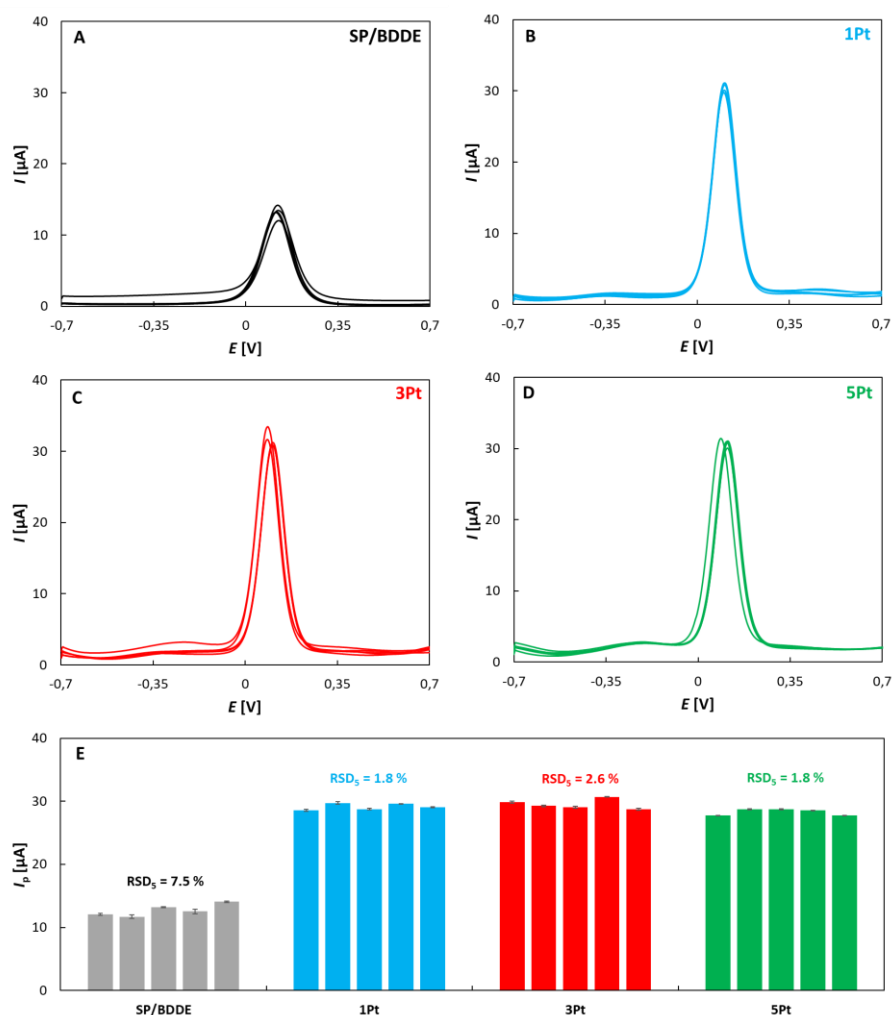 A SP/BDDE
40
30
20
10
0
I [µA]
-0,7 -0,35 0 0,35 0,7
E [V]
B 1Pt
40
30
20
10
0
I [µA]
-0,7 -0,35 0 0,35 0,7
E [V]
C 3Pt
40
30
20
10
0
I [µA]
-0,7 -0,35 0 0,35 0,7
E [V]
D 5Pt
40
30
20
10
0
I [µA]
-0,7 -0,35 0 0,35 0,7
E [V]
E
40
30
20
10
0
Iₚ [µA]
RSD₅ = 7.5 %
RSD₅ = 1.8 %
RSD₅ = 2.6 %
RSD₅ = 1.8 %
SP/BDDE 1Pt 3Pt 5Pt